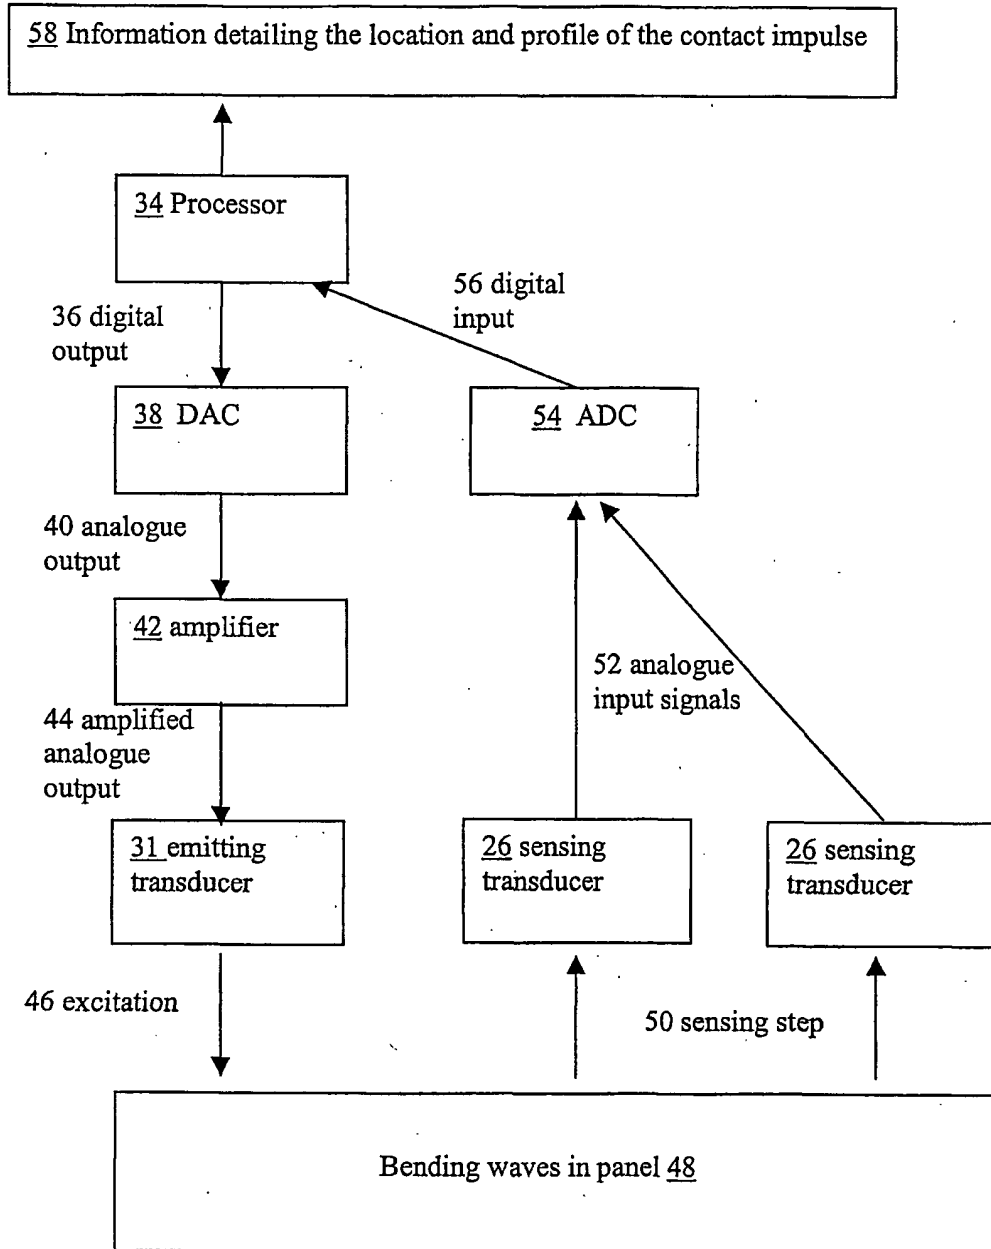 58 Information detailing the location and profile of the contact impulse
34 Processor
56 digital
input
36 digital
output
38 DAC
54 ADC
40 analogue
output
42 amplifier
52 analogue
input signals
44 amplified
analogue
output
31 emitting
transducer
26 sensing
transducer
26 sensing
transducer
46 excitation
50 sensing step
Bending waves in panel 48